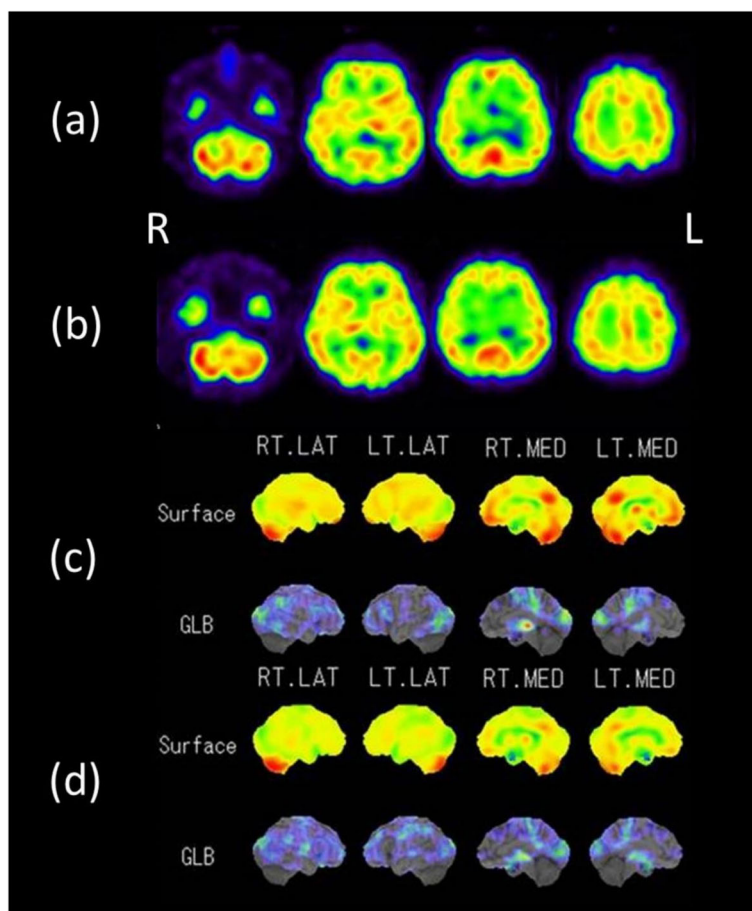 (a)
R L
(b)
RT.LAT LT.LAT RT.MED LT.MED
Surface
(c)
GLB
RT.LAT LT.LAT RT.MED LT.MED
Surface
(d)
GLB